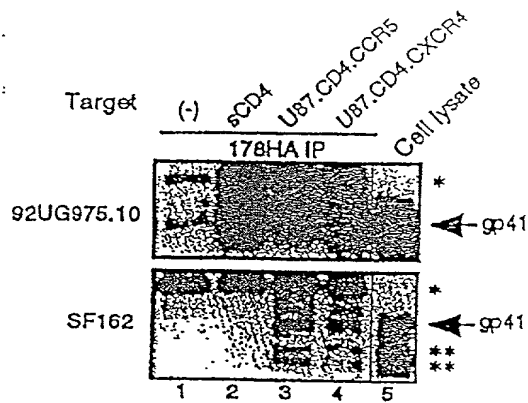 Target
(-)
sCD4
U87.CD4.CCR5
U87.CD4.CXCR4
Cell lysate
178HA IP
92UG975.10
*
gp41
SF162
*
gp41
**
**
1 2 3 4 5